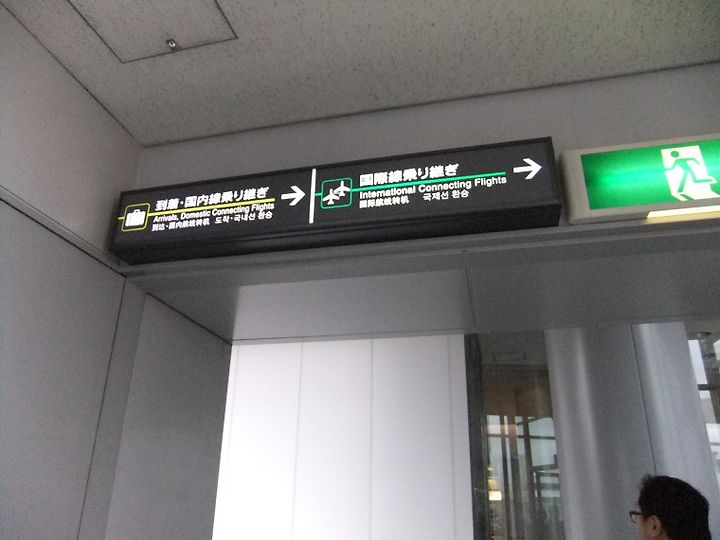 到着・国内線乗り継ぎ
Arrivals, Domestic Connecting Flights
到达・国内航线转机 도착・국내선 환승
国際線乗り継ぎ
International Connecting Flights
国际航线转机 국제선 환승